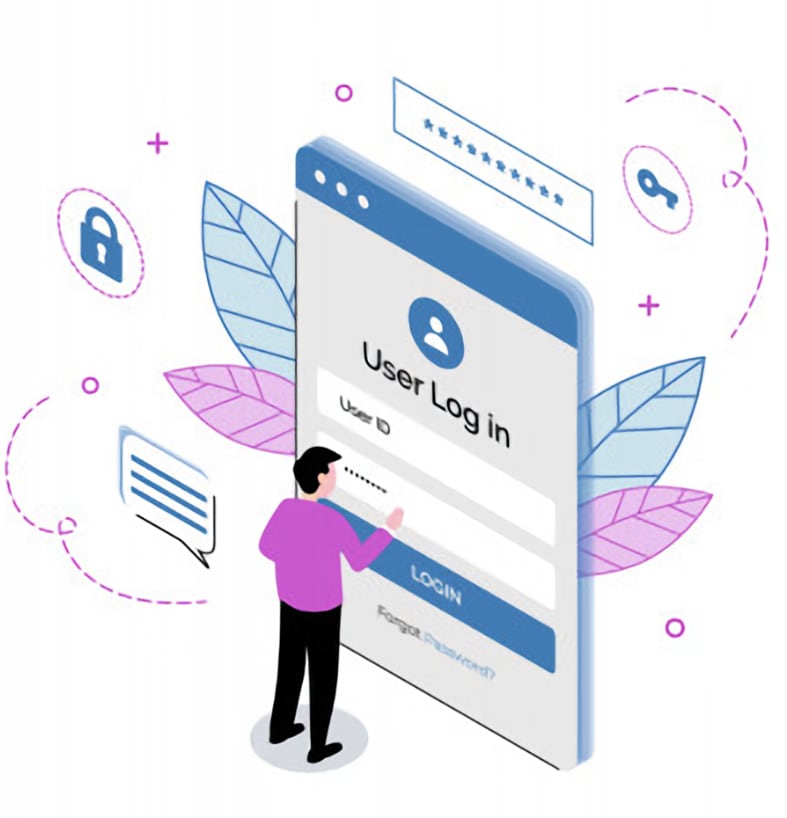 **********
User Log in
User ID
••••••••
LOGIN
Forgot Password?